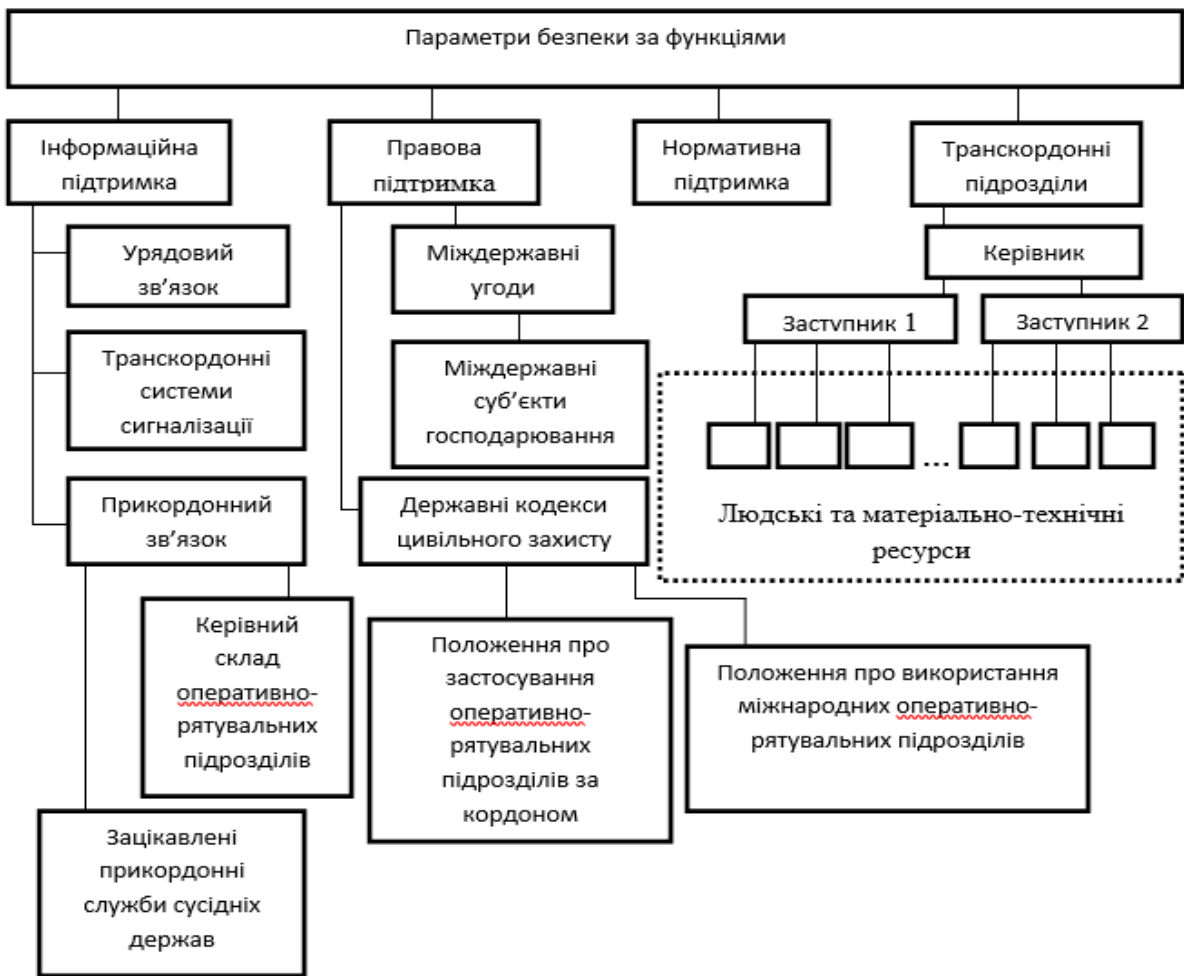 Параметри безпеки за функціями
Інформаційна
підтримка
Правова
підтримка
Нормативна
підтримка
Транскордонні
підрозділи
Урядовий
зв’язок
Міждержавні
угоди
Керівник
Заступник 1
Заступник 2
Транскордонні
системи
сигналізації
Міждержавні
суб’єкти
господарювання
...
Людські та матеріально-технічні
ресурси
Прикордонний
зв’язок
Державні кодекси
цивільного захисту
Керівний
склад
оперативно-
рятувальних
підрозділів
Положення про
застосування
оперативно-
рятувальних
підрозділів за
кордоном
Положення про використання
міжнародних оперативно-
рятувальних підрозділів
Зацікавлені
прикордонні
служби сусідніх
держав